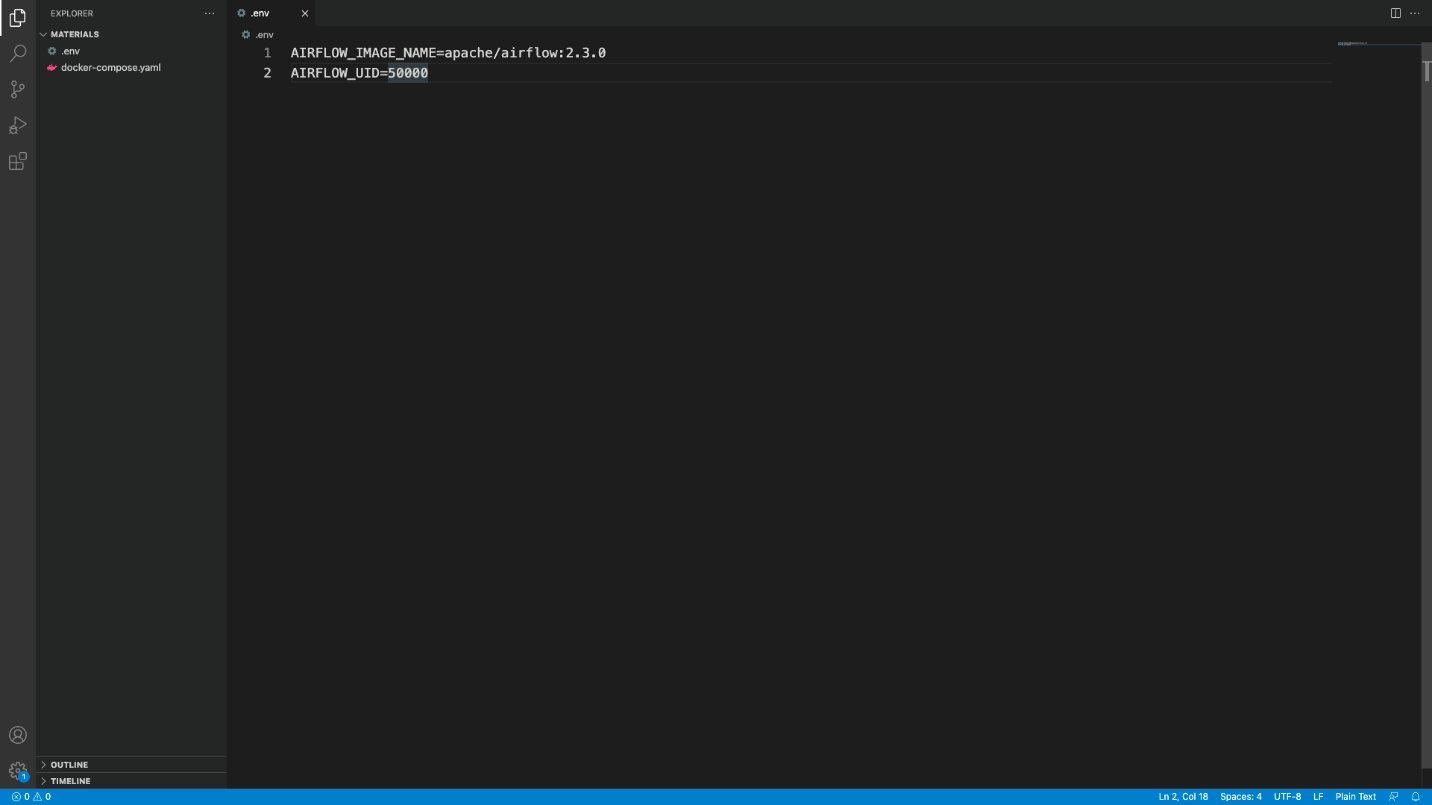 EXPLORER
MATERIALS
.env
docker-compose.yaml
.env
.env
1 AIRFLOW_IMAGE_NAME=apache/airflow:2.3.0
2 AIRFLOW_UID=50000
OUTLINE
TIMELINE
1
0 0
Ln 2, Col 18 Spaces: 4 UTF-8 LF Plain Text